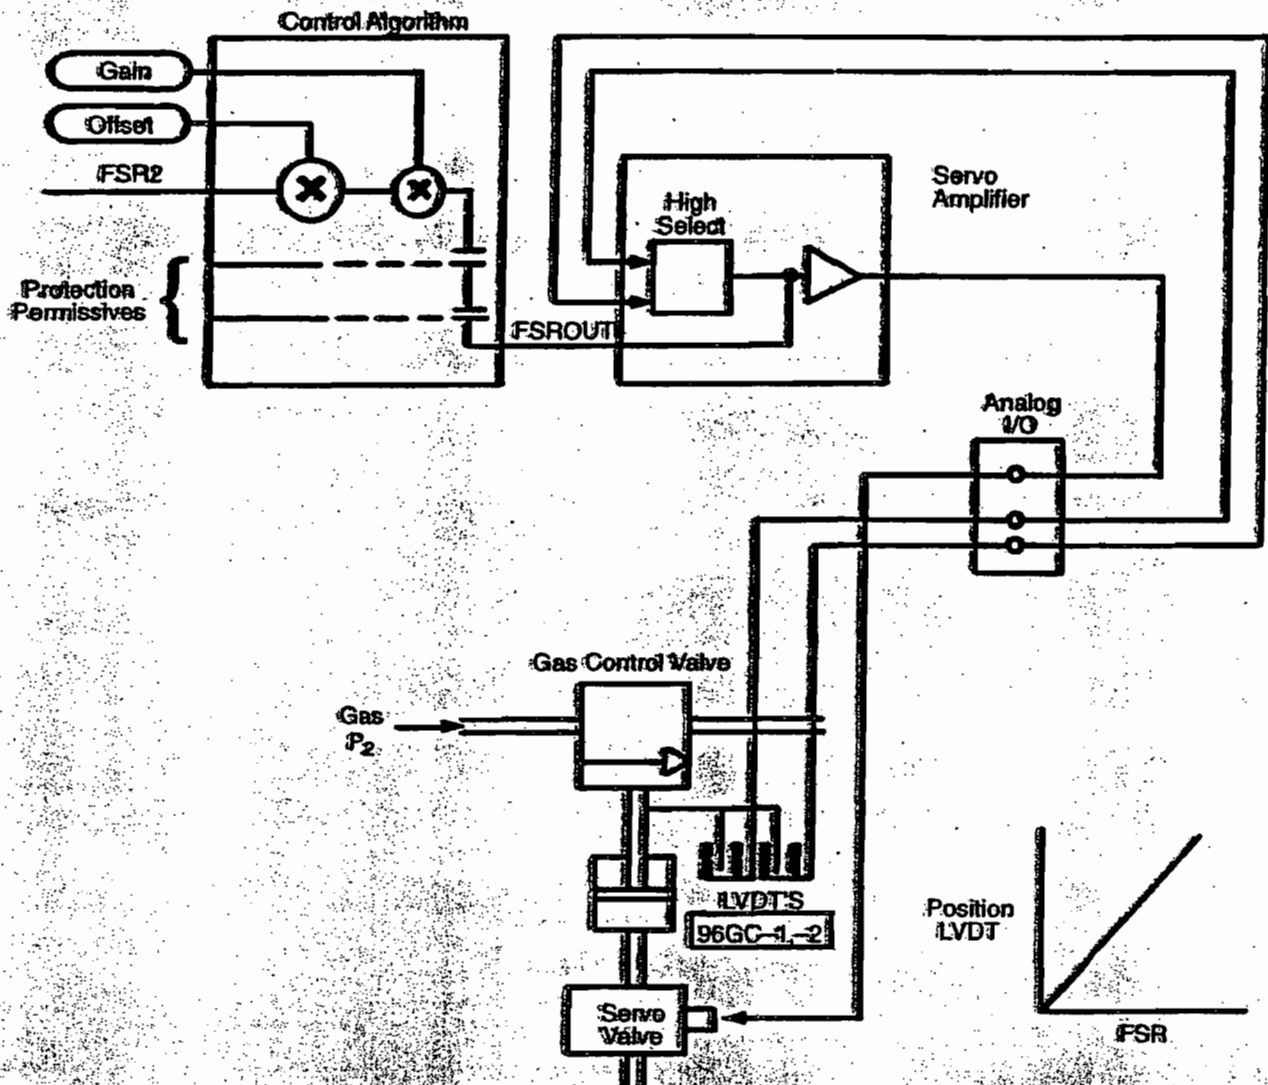 Control Algorithm
Gain
Offset
FSR2
Protection
Permissives
FSROUT
High
Select
Servo
Amplifier
Analog
I/O
Gas Control Valve
Gas
P2
LVDT'S
96GC-1,-2
Servo
Valve
Position
LVDT
FSR